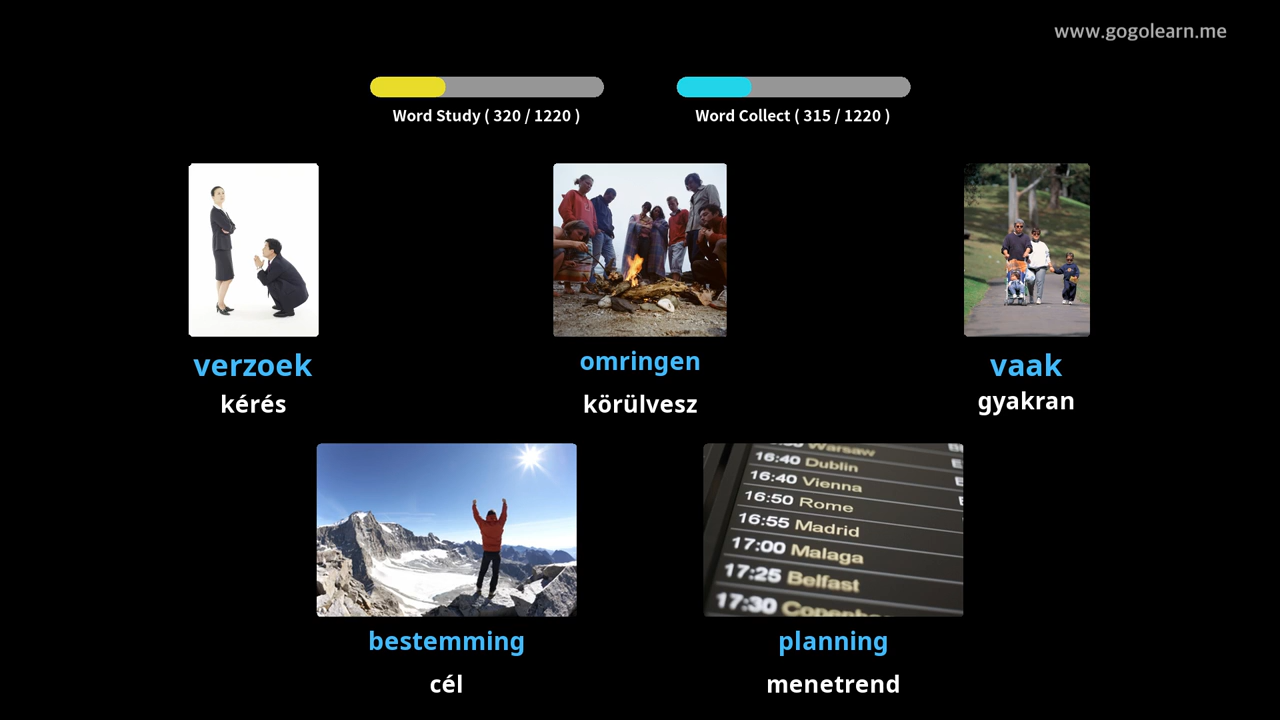 www.gogolearn.me
Word Study ( 320 / 1220 )
Word Collect ( 315 / 1220 )
verzoek
kérés
omringen
körülvesz
vaak
gyakran
Warsaw
16:40 Dublin
16:40 Vienna
16:50 Rome
16:55 Madrid
17:00 Malaga
17:25 Belfast
17:30
bestemming
cél
planning
menetrend